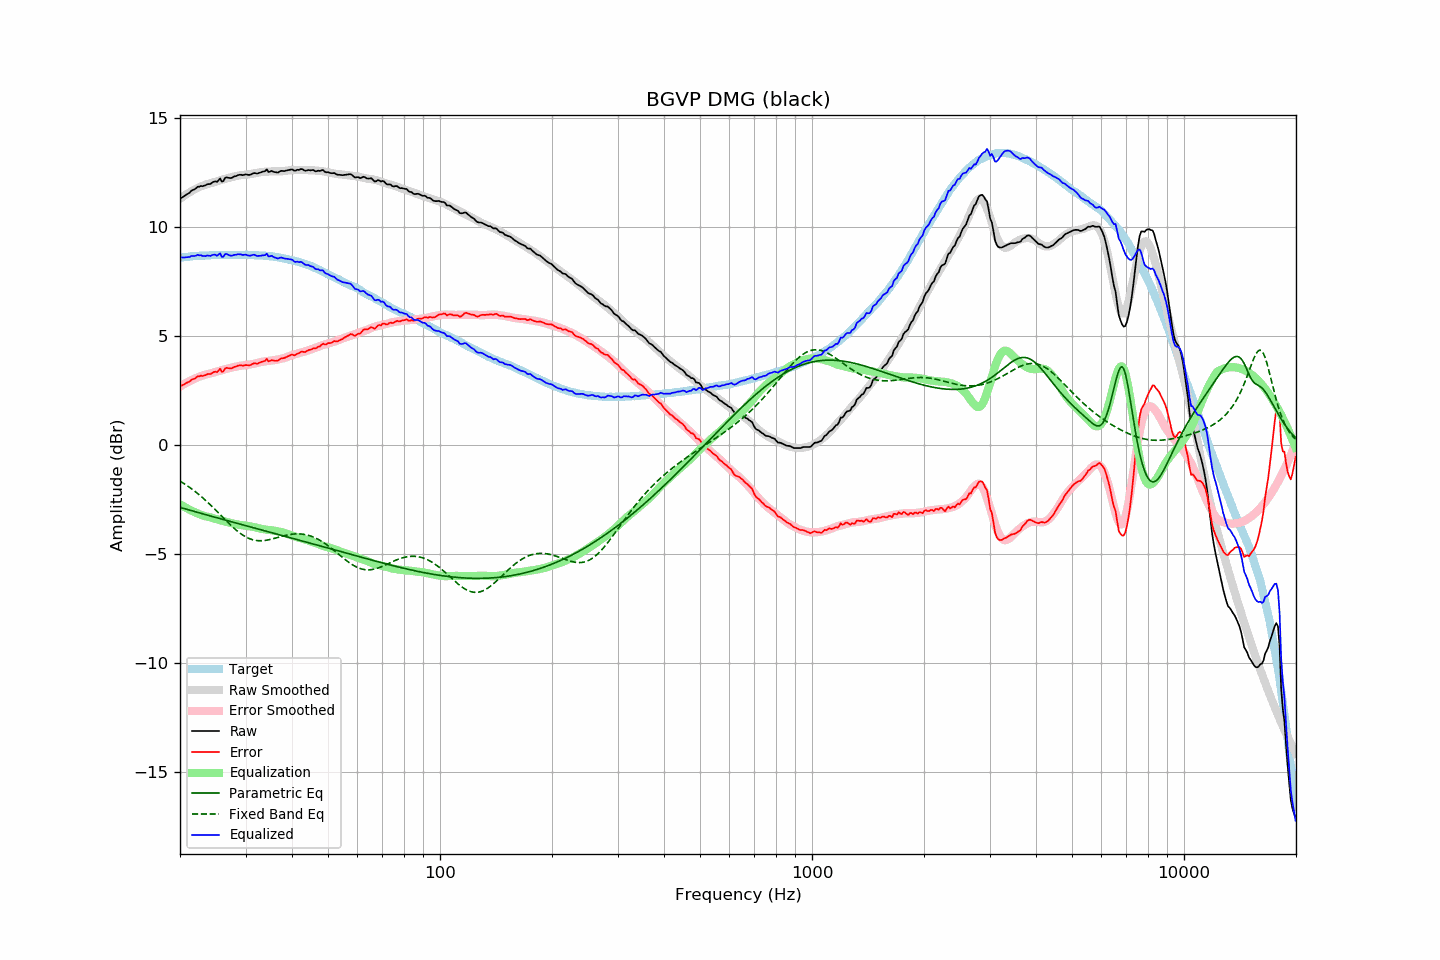 BGVP DMG (black)
15
10
5
0
−5
−10
−15
Amplitude (dBr)
Target
Raw Smoothed
Error Smoothed
Raw
Error
Equalization
Parametric Eq
Fixed Band Eq
Equalized
100
1000
10000
Frequency (Hz)